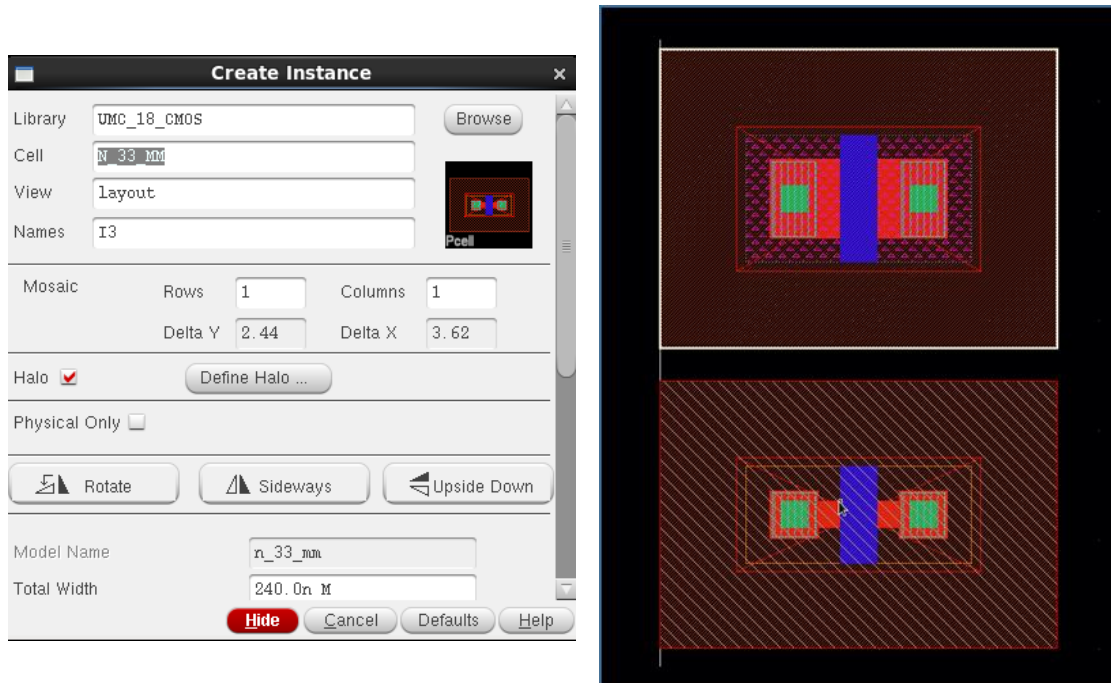 Create Instance ×
Library UMC_18_CMOS Browse
Cell N_33_MM
View layout
Names I3
Pcell
Mosaic Rows 1 Columns 1
Delta Y 2.44 Delta X 3.62
Halo Define Halo ...
Physical Only
Rotate Sideways Upside Down
Model Name n_33_mm
Total Width 240.0n M
Hide Cancel Defaults Help